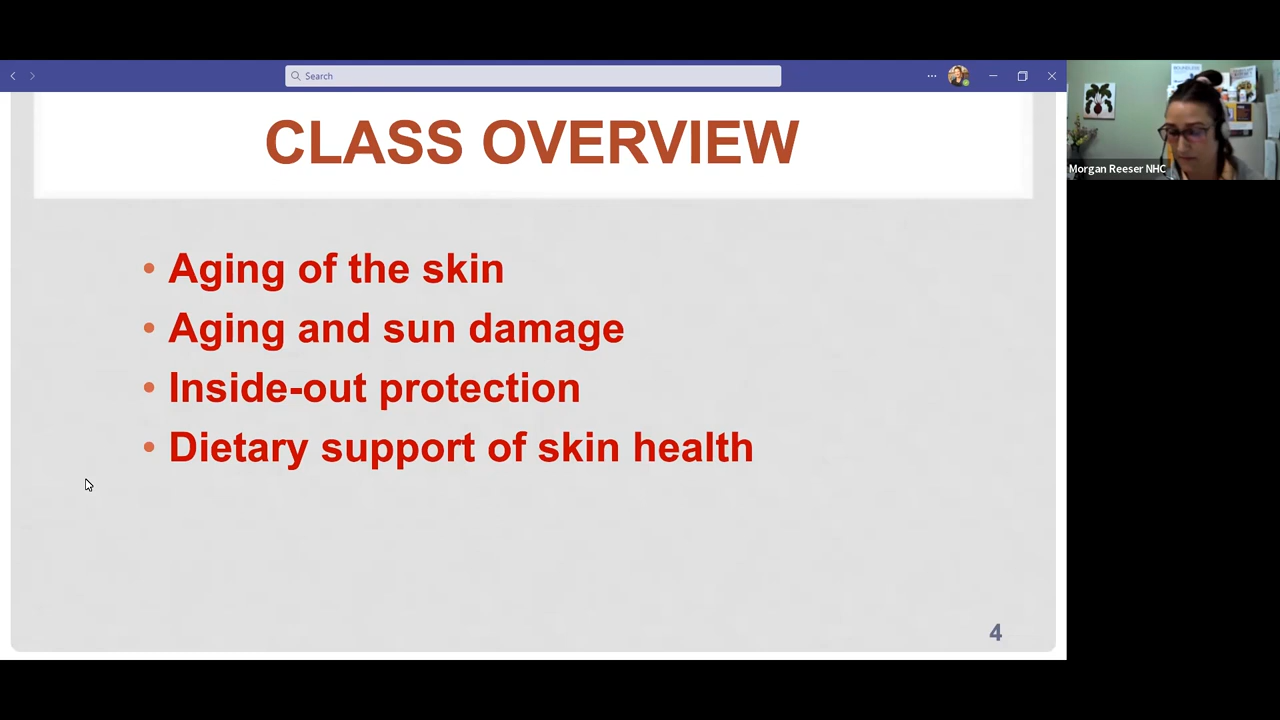 Search
CLASS OVERVIEW
• Aging of the skin
• Aging and sun damage
• Inside-out protection
• Dietary support of skin health
4
Morgan Reeser NHC